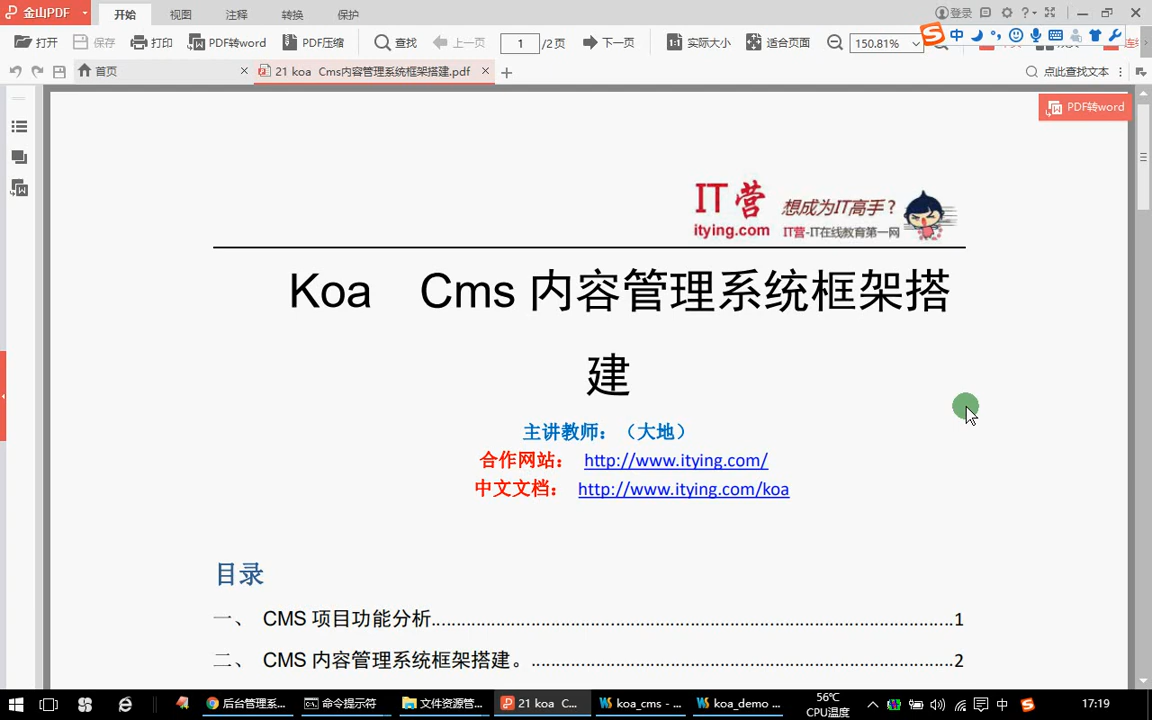 金山PDF
开始
视图
注释
转换
保护
登录
打开
保存
打印
PDF转word
PDF压缩
查找
上一页
1
/2页
下一页
实际大小
适合页面
150.81%
中
首页
21 koa Cms内容管理系统框架搭建.pdf
点此查找文本
PDF转word
IT营
itying.com
想成为IT高手？
IT营-IT在线教育第一网
Koa Cms 内容管理系统框架搭
建
主讲教师：（大地）
合作网站： http://www.itying.com/
中文文档： http://www.itying.com/koa
目录
一、 CMS 项目功能分析........................................1
二、 CMS 内容管理系统框架搭建。........................................2
后台管理系...
命令提示符
文件资源管...
21 koa C...
koa_cms - ...
koa_demo ...
56℃
CPU温度
中
17:19